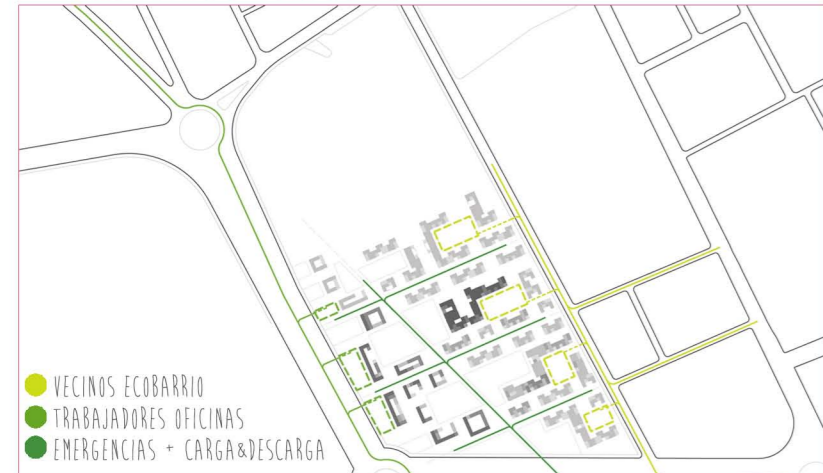 VECINOS ECOBARRIO
TRABAJADORES OFICINAS
EMERGENCIAS + CARGA&DESCARGA